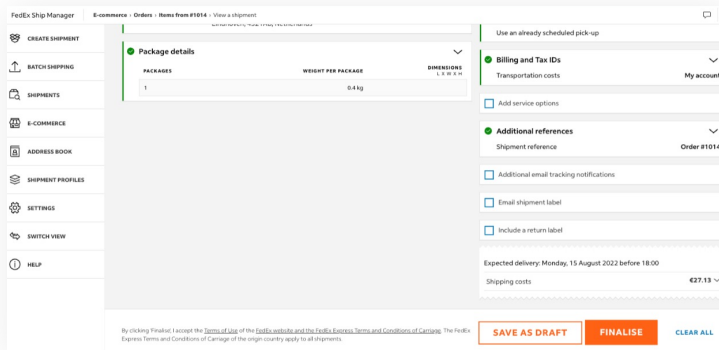 FedEx Ship Manager
E-commerce › Orders › Items from #1014 › View a shipment
CREATE SHIPMENT
BATCH SHIPPING
SHIPMENTS
E-COMMERCE
ADDRESS BOOK
SHIPMENT PROFILES
SETTINGS
SWITCH VIEW
HELP
Package details
PACKAGES WEIGHT PER PACKAGE DIMENSIONS
L X W X H
1 0.4 kg
Use an already scheduled pick-up
Billing and Tax IDs
Transportation costs My account
Add service options
Additional references
Shipment reference Order #1014
Additional email tracking notifications
Email shipment label
Include a return label
Expected delivery: Monday, 15 August 2022 before 18:00
Shipping costs €27.13
By clicking 'Finalise', I accept the Terms of Use of the FedEx website and the FedEx Express Terms and Conditions of Carriage. The FedEx
Express Terms and Conditions of Carriage of the origin country apply to all shipments.
SAVE AS DRAFT
FINALISE
CLEAR ALL